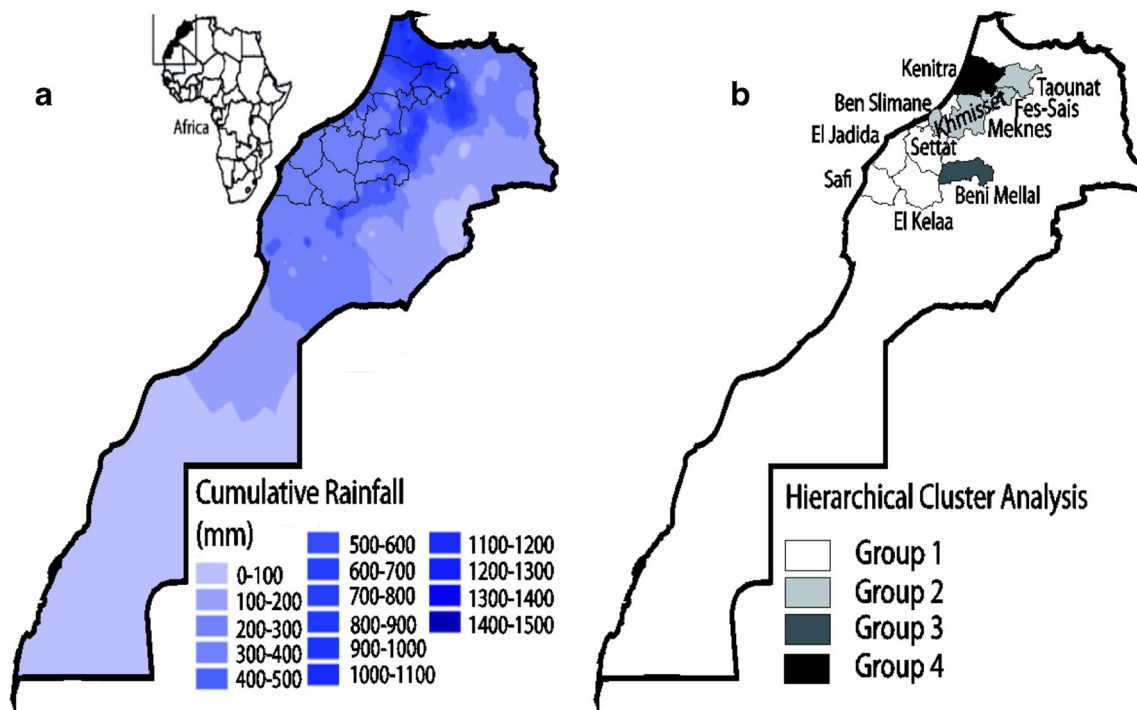 a
Africa
Cumulative Rainfall
(mm)
0-100
100-200
200-300
300-400
400-500
500-600
600-700
700-800
800-900
900-1000
1000-1100
1100-1200
1200-1300
1300-1400
1400-1500
b
Kenitra
Taounat
Ben Slimane
Khmisset
Fes-Sais
El Jadida
Meknes
Settat
Safi
Beni Mellal
El Kelaa
Hierarchical Cluster Analysis
Group 1
Group 2
Group 3
Group 4